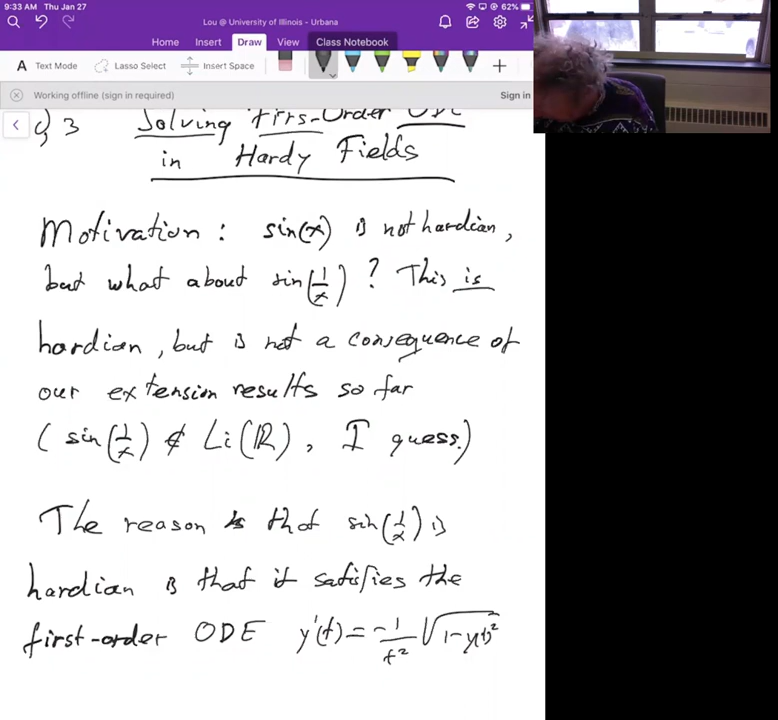 9:33 AM Thu Jan 27
62%
Lou @ University of Illinois - Urbana
Home Insert Draw View Class Notebook
A Text Mode Lasso Select Insert Space
Working offline (sign in required) Sign in
§ 3 Solving First-Order ODE
in Hardy Fields
Motivation : sin(x) is not hardian,
but what about sin(1/x) ? This is
hardian, but is not a consequence of
our extension results so far
( sin(1/x) ∉ Li(ℝ), I guess.)
The reason is that sin(1/x) is
hardian is that it satisfies the
first-order ODE y'(t) = -1/t² √(1-y(t)²)